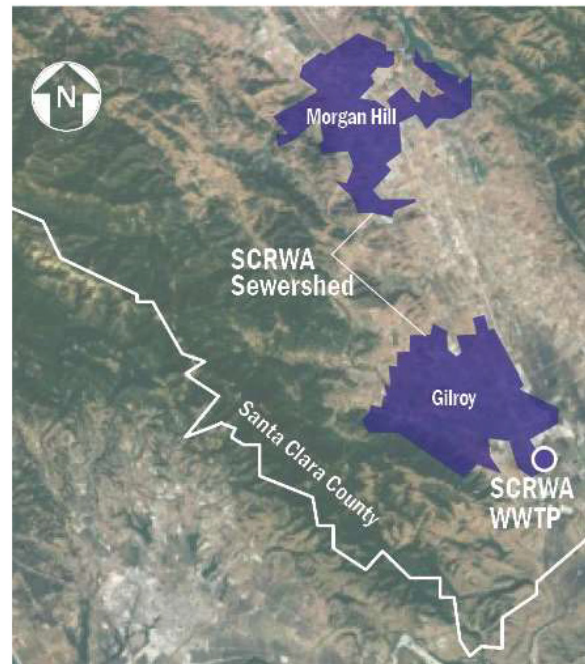 N
Morgan Hill
SCRWA
Sewershed
Gilroy
Santa Clara County
SCRWA
WWTP